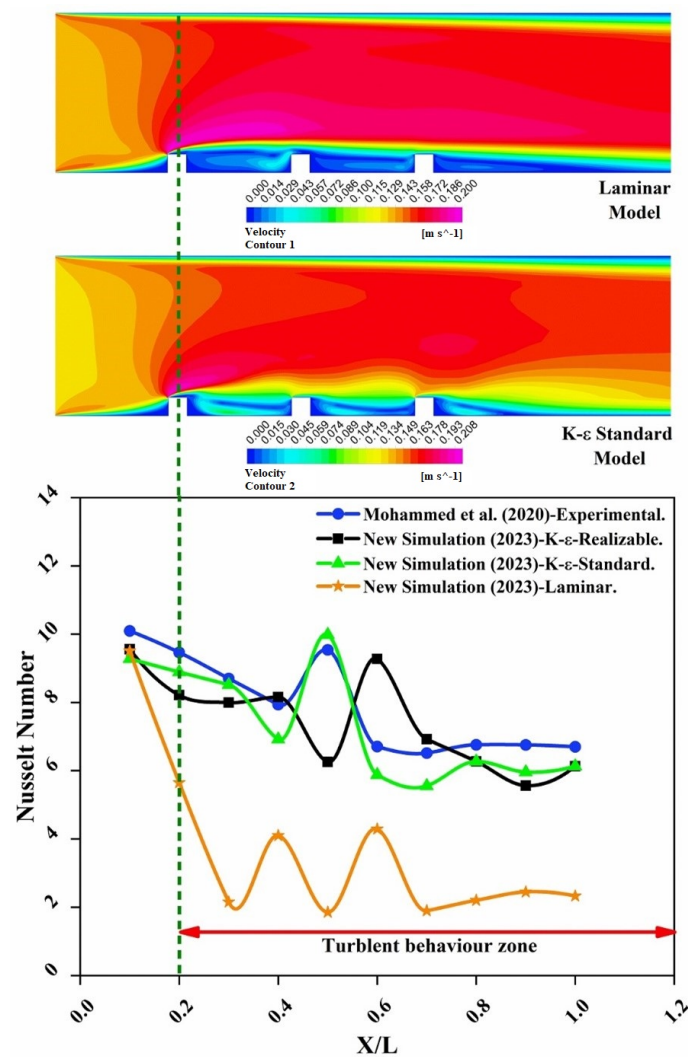 0.000 0.014 0.029 0.043 0.057 0.072 0.086 0.100 0.115 0.129 0.143 0.158 0.172 0.186 0.200
Velocity
Contour 1
[m s^-1]
Laminar
Model
0.000 0.015 0.030 0.045 0.059 0.074 0.089 0.104 0.119 0.134 0.149 0.163 0.178 0.193 0.208
Velocity
Contour 2
[m s^-1]
K-ε Standard
Model
Mohammed et al. (2020)-Experimental.
New Simulation (2023)-K-ε-Realizable.
New Simulation (2023)-K-ε-Standard.
New Simulation (2023)-Laminar.
Nusselt Number
14
12
10
8
6
4
2
0
Turblent behaviour zone
0.0 0.2 0.4 0.6 0.8 1.0 1.2
X/L